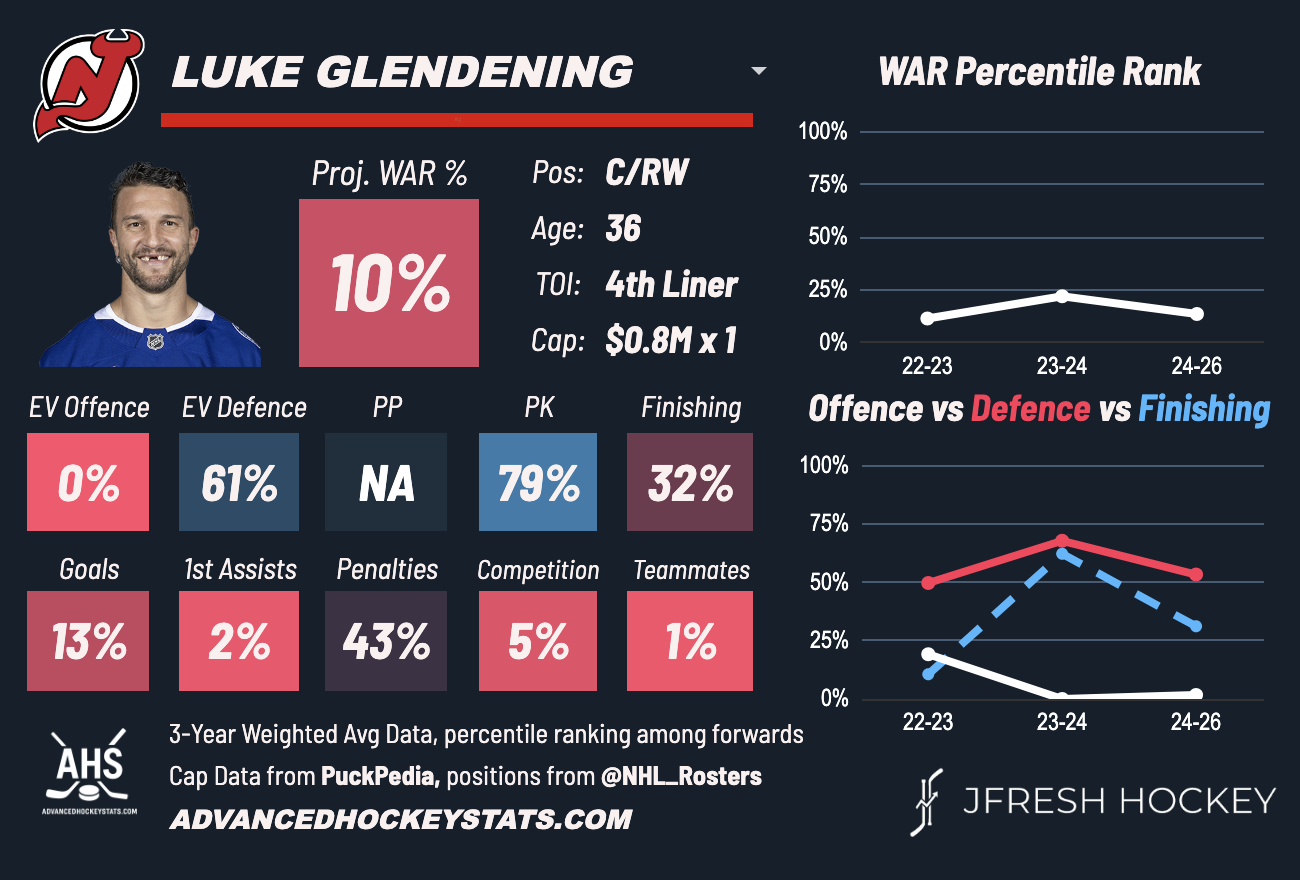 LUKE GLENDENING
Proj. WAR %
10%
Pos: C/RW
Age: 36
TOI: 4th Liner
Cap: $0.8M x 1
EV Offence EV Defence PP PK Finishing
0% 61% NA 79% 32%
Goals 1st Assists Penalties Competition Teammates
13% 2% 43% 5% 1%
WAR Percentile Rank
100%
75%
50%
25%
0%
22-23 23-24 24-26
Offence vs Defence vs Finishing
100%
75%
50%
25%
0%
22-23 23-24 24-26
AHS
ADVANCEDHOCKEYSTATS.COM
3-Year Weighted Avg Data, percentile ranking among forwards
Cap Data from PuckPedia, positions from @NHL_Rosters
ADVANCEDHOCKEYSTATS.COM
JFRESH HOCKEY